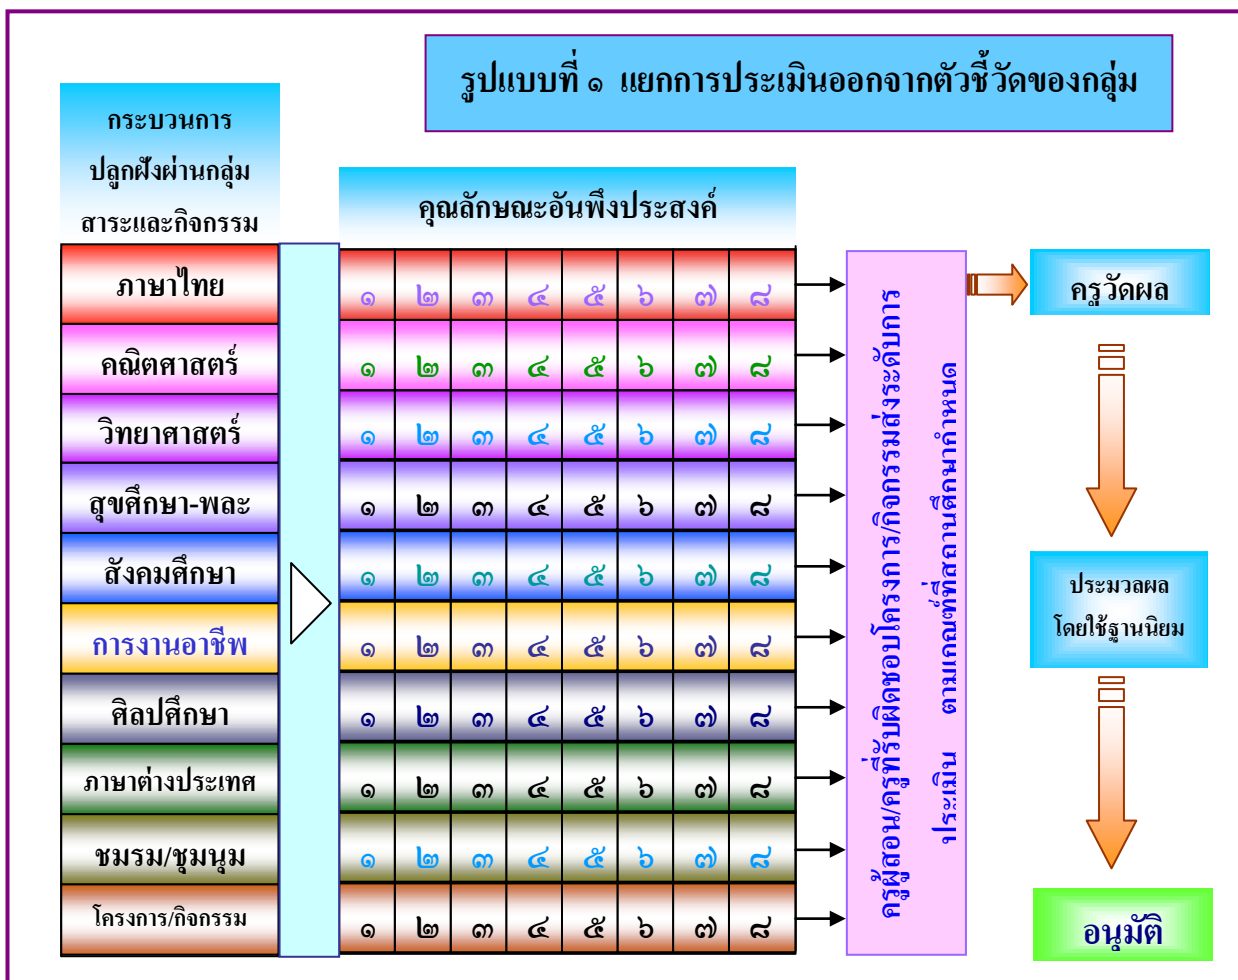 รูปแบบที่ ๑ แยกการประเมินออกจากตัวชี้วัดของกลุ่ม
กระบวนการ
ปลูกฝังผ่านกลุ่ม
สาระและกิจกรรม
คุณลักษณะอันพึงประสงค์
ภาษาไทย ๑ ๒ ๓ ๔ ๕ ๖ ๗ ๘
คณิตศาสตร์ ๑ ๒ ๓ ๔ ๕ ๖ ๗ ๘
วิทยาศาสตร์ ๑ ๒ ๓ ๔ ๕ ๖ ๗ ๘
สุขศึกษา-พละ ๑ ๒ ๓ ๔ ๕ ๖ ๗ ๘
สังคมศึกษา ๑ ๒ ๓ ๔ ๕ ๖ ๗ ๘
การงานอาชีพ ๑ ๒ ๓ ๔ ๕ ๖ ๗ ๘
ศิลปศึกษา ๑ ๒ ๓ ๔ ๕ ๖ ๗ ๘
ภาษาต่างประเทศ ๑ ๒ ๓ ๔ ๕ ๖ ๗ ๘
ชมรม/ชุมนุม ๑ ๒ ๓ ๔ ๕ ๖ ๗ ๘
โครงการ/กิจกรรม ๑ ๒ ๓ ๔ ๕ ๖ ๗ ๘
ครูผู้สอน/ครูที่รับผิดชอบโครงการ/กิจกรรมส่งระดับการ
ประเมิน ตามเกณฑ์ที่สถานศึกษากำหนด
ครูวัดผล
ประมวลผล
โดยใช้ฐานนิยม
อนุมัติ